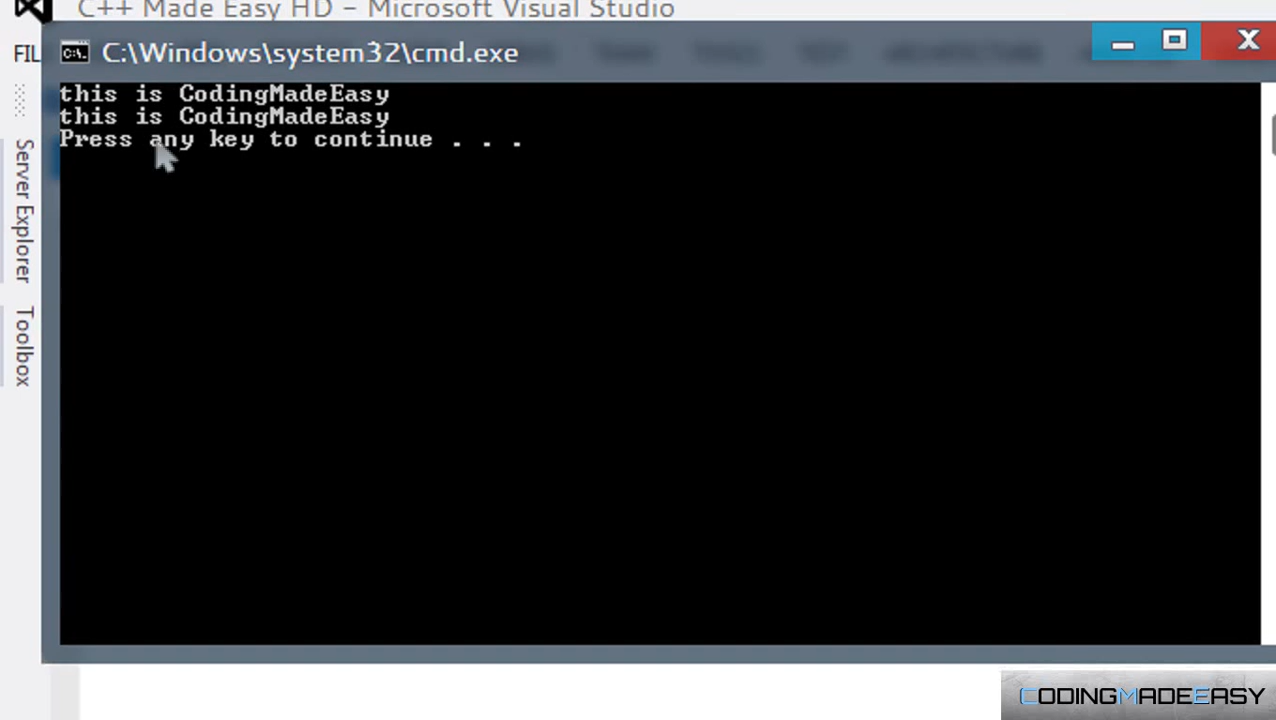 C++ Made Easy HD - Microsoft Visual Studio
FIL
C:\Windows\system32\cmd.exe
this is CodingMadeEasy
this is CodingMadeEasy
Press any key to continue . . .
Server Explorer
Toolbox
CODINGMADEEASY